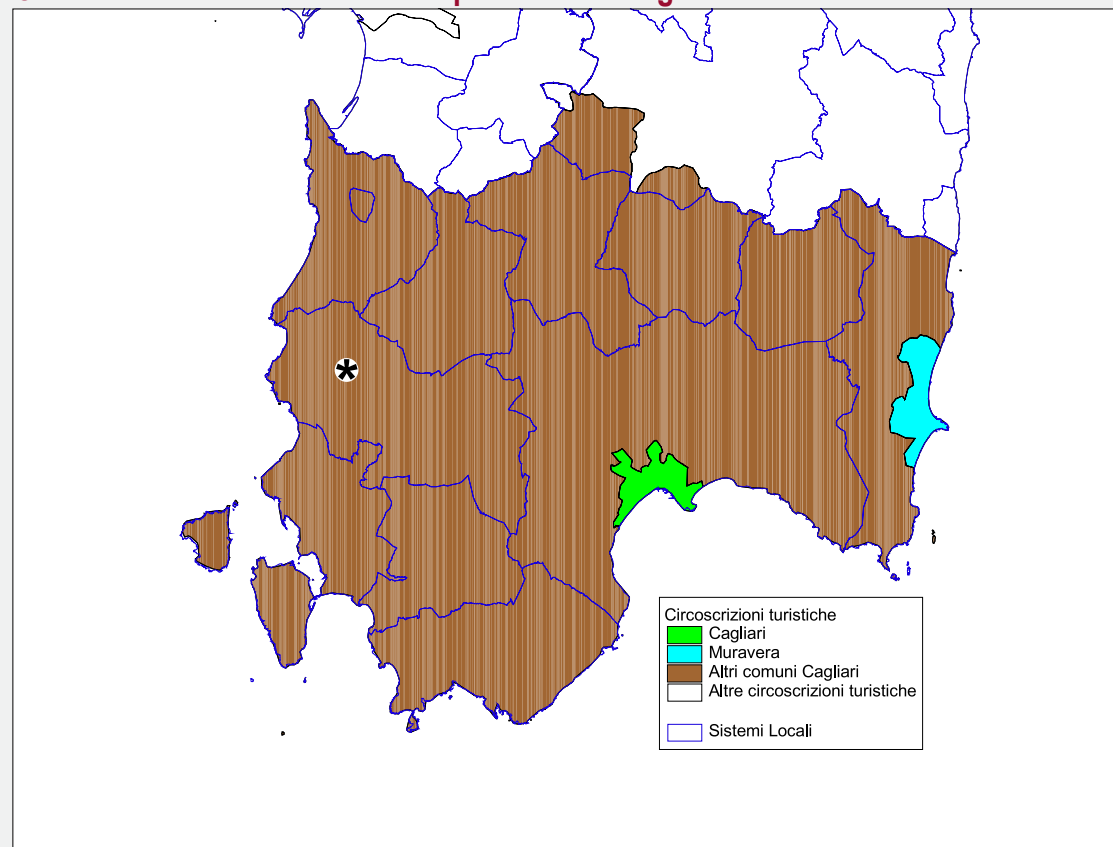 Circoscrizioni turistiche
Cagliari
Muravera
Altri comuni Cagliari
Altre circoscrizioni turistiche
Sistemi Locali
*